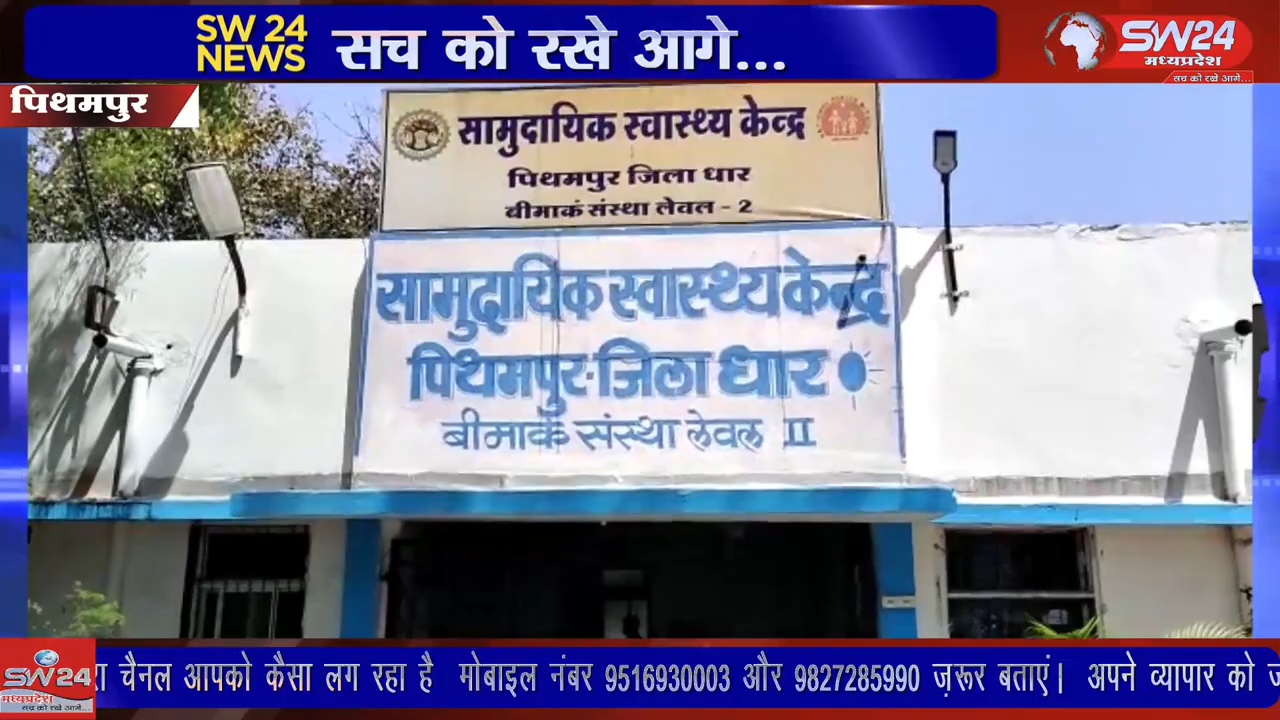 SW 24
NEWS
सच को रखे आगे...
SW24
मध्यप्रदेश
सच को रखे आगे...
पिथमपुर
सामुदायिक स्वास्थ्य केन्द्र
पिथमपुर जिला धार
बीमाकं संस्था लेवल - 2
सामुदायिक स्वास्थ्य केन्द्र
पिथमपुर-जिला धार
बीमाकं संस्था लेवल II
SW24
मध्यप्रदेश
सच को रखे आगे...
चैनल आपको कैसा लग रहा है मोबाइल नंबर 9516930003 और 9827285990 ज़रूर बताएं| अपने व्यापार को